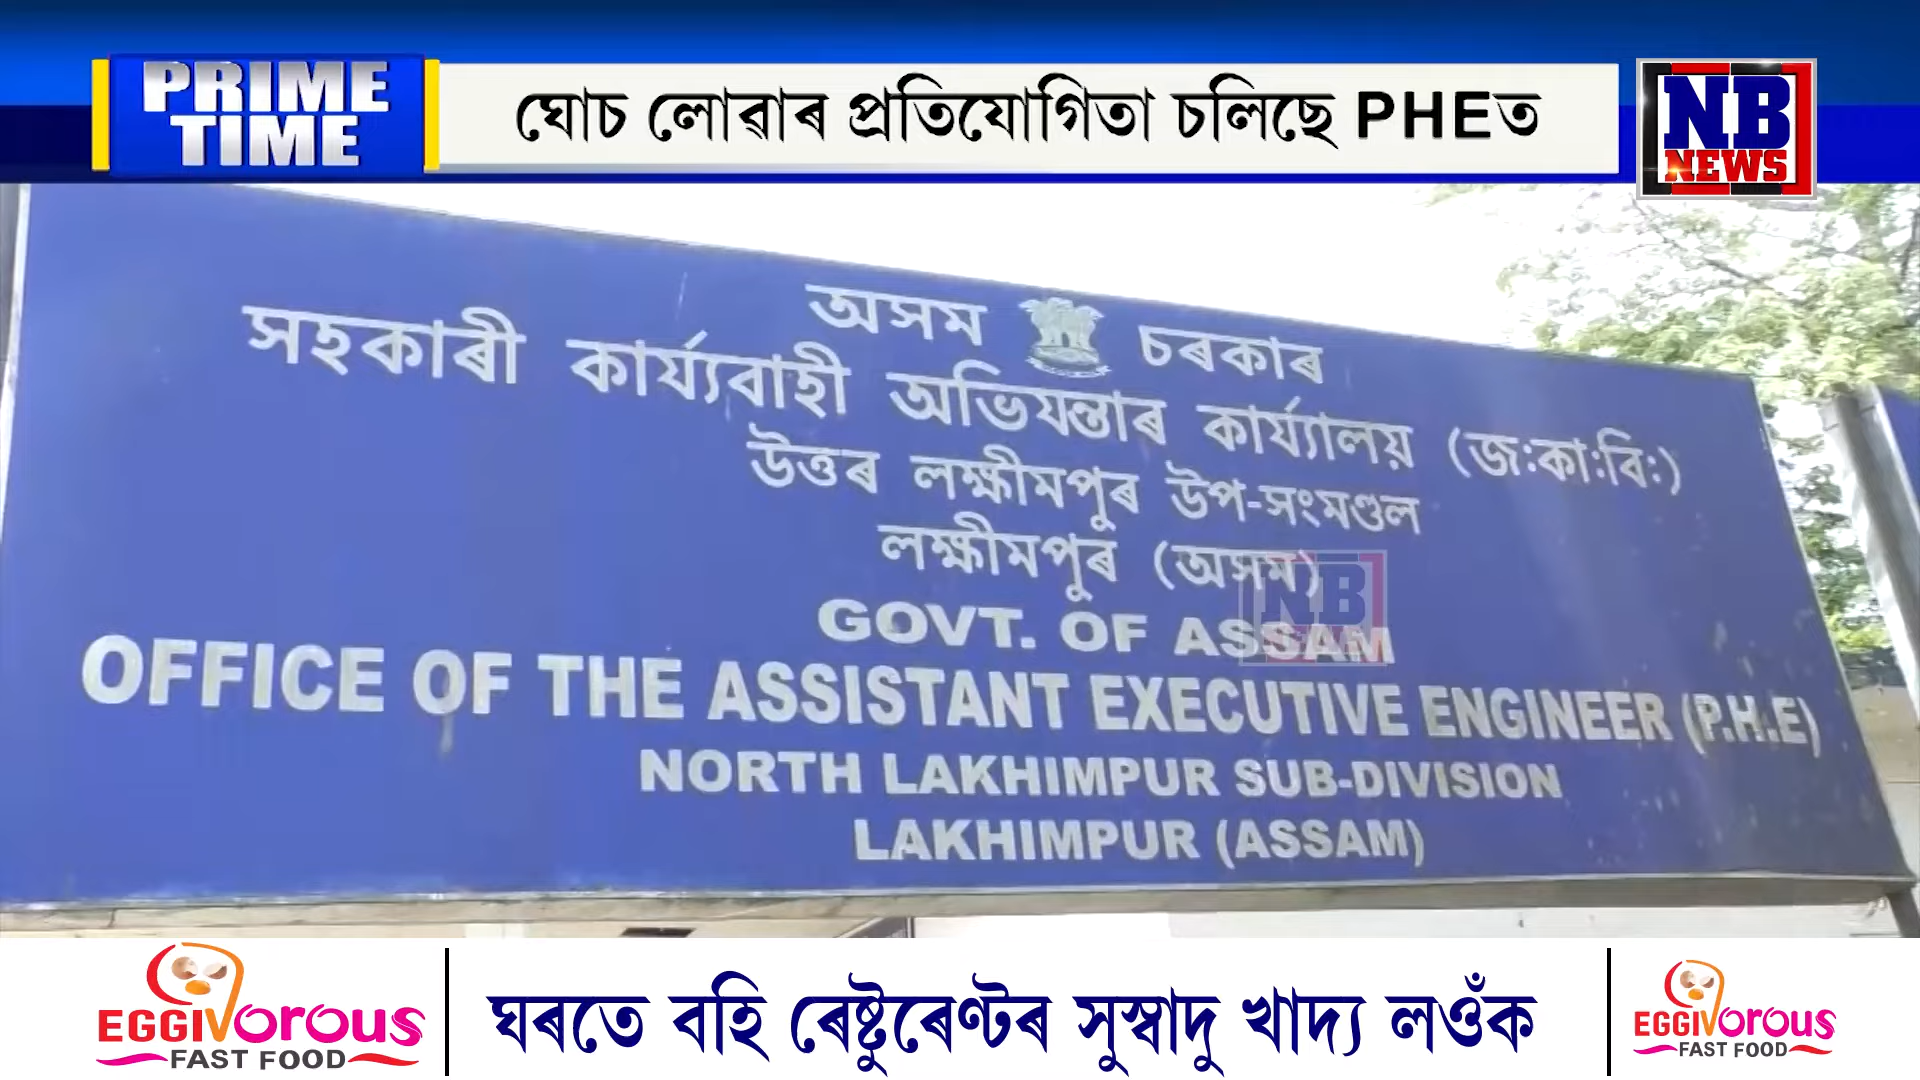 PRIME
TIME
ঘোচ লোৱাৰ প্ৰতিযোগিতা চলিছে PHEত
NB
NEWS
অসম চৰকাৰ
সহকাৰী কাৰ্য্যবাহী অভিযন্তাৰ কাৰ্য্যালয় (জ:কা:বি:)
উত্তৰ লক্ষীমপুৰ উপ-সংমণ্ডল
লক্ষীমপুৰ (অসম)
NB
NEWS
GOVT. OF ASSAM
OFFICE OF THE ASSISTANT EXECUTIVE ENGINEER (P.H.E)
NORTH LAKHIMPUR SUB-DIVISION
LAKHIMPUR (ASSAM)
EGGIVOROUS
FAST FOOD
ঘৰতে বহি ৰেষ্টুৰেণ্টৰ সুস্বাদু খাদ্য লওঁক
EGGIVOROUS
FAST FOOD